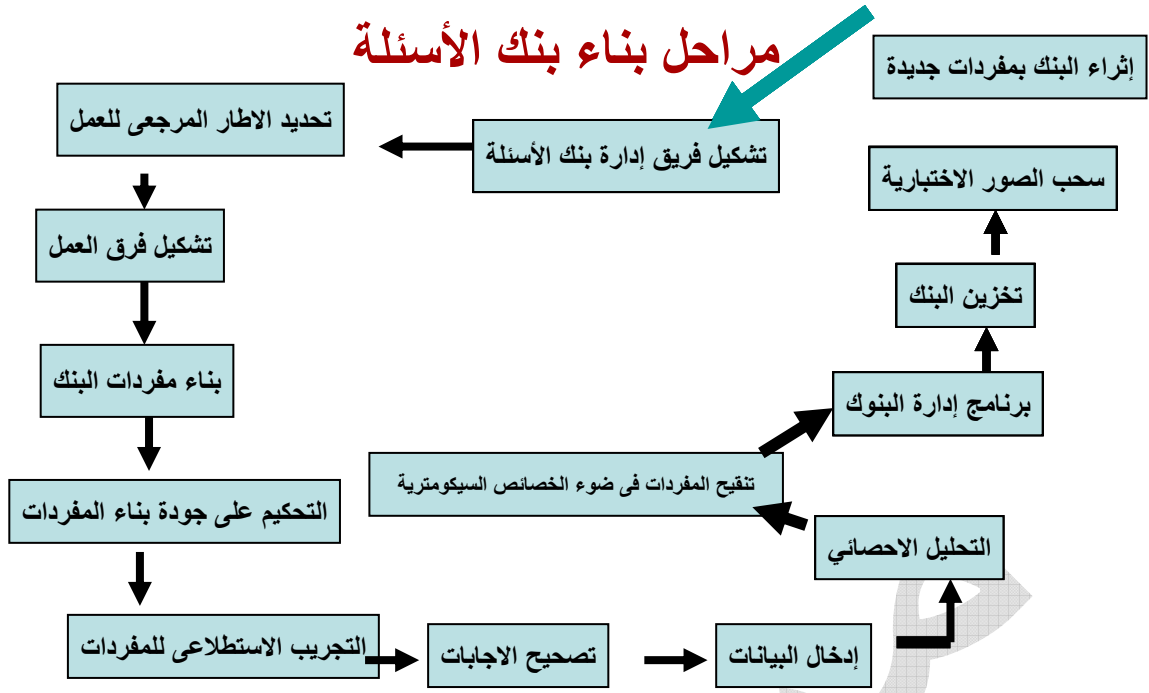 مراحل بناء بنك الأسئلة
تشكيل فريق إدارة بنك الأسئلة
تحديد الاطار المرجعى للعمل
تشكيل فرق العمل
بناء مفردات البنك
التحكيم على جودة بناء المفردات
التجريب الاستطلاعى للمفردات
تصحيح الاجابات
إدخال البيانات
التحليل الاحصائي
تنقيح المفردات فى ضوء الخصائص السيكومترية
برنامج إدارة البنوك
تخزين البنك
سحب الصور الاختبارية
إثراء البنك بمفردات جديدة